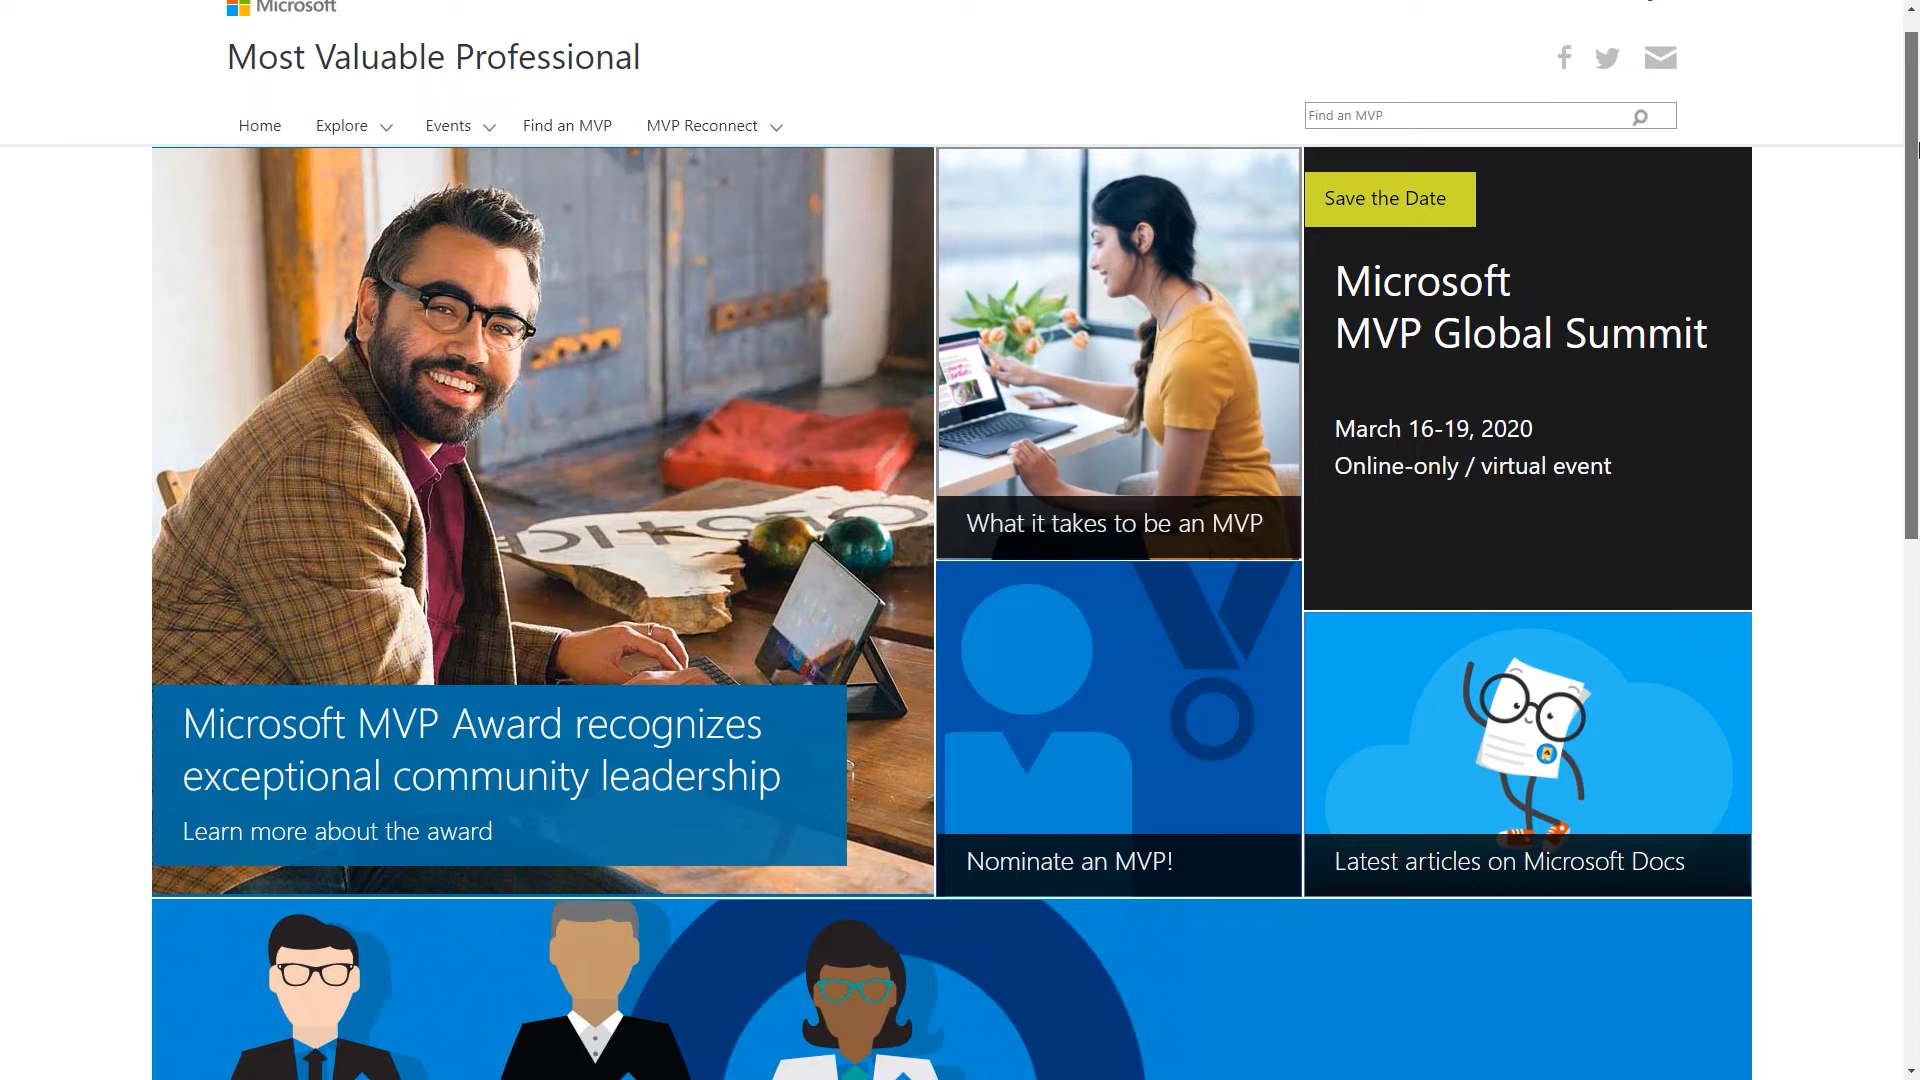 Microsoft
Most Valuable Professional
Home
Explore
Events
Find an MVP
MVP Reconnect
Find an MVP
Save the Date
Microsoft
MVP Global Summit
March 16-19, 2020
Online-only / virtual event
What it takes to be an MVP
Microsoft MVP Award recognizes
exceptional community leadership
Learn more about the award
Nominate an MVP!
Latest articles on Microsoft Docs